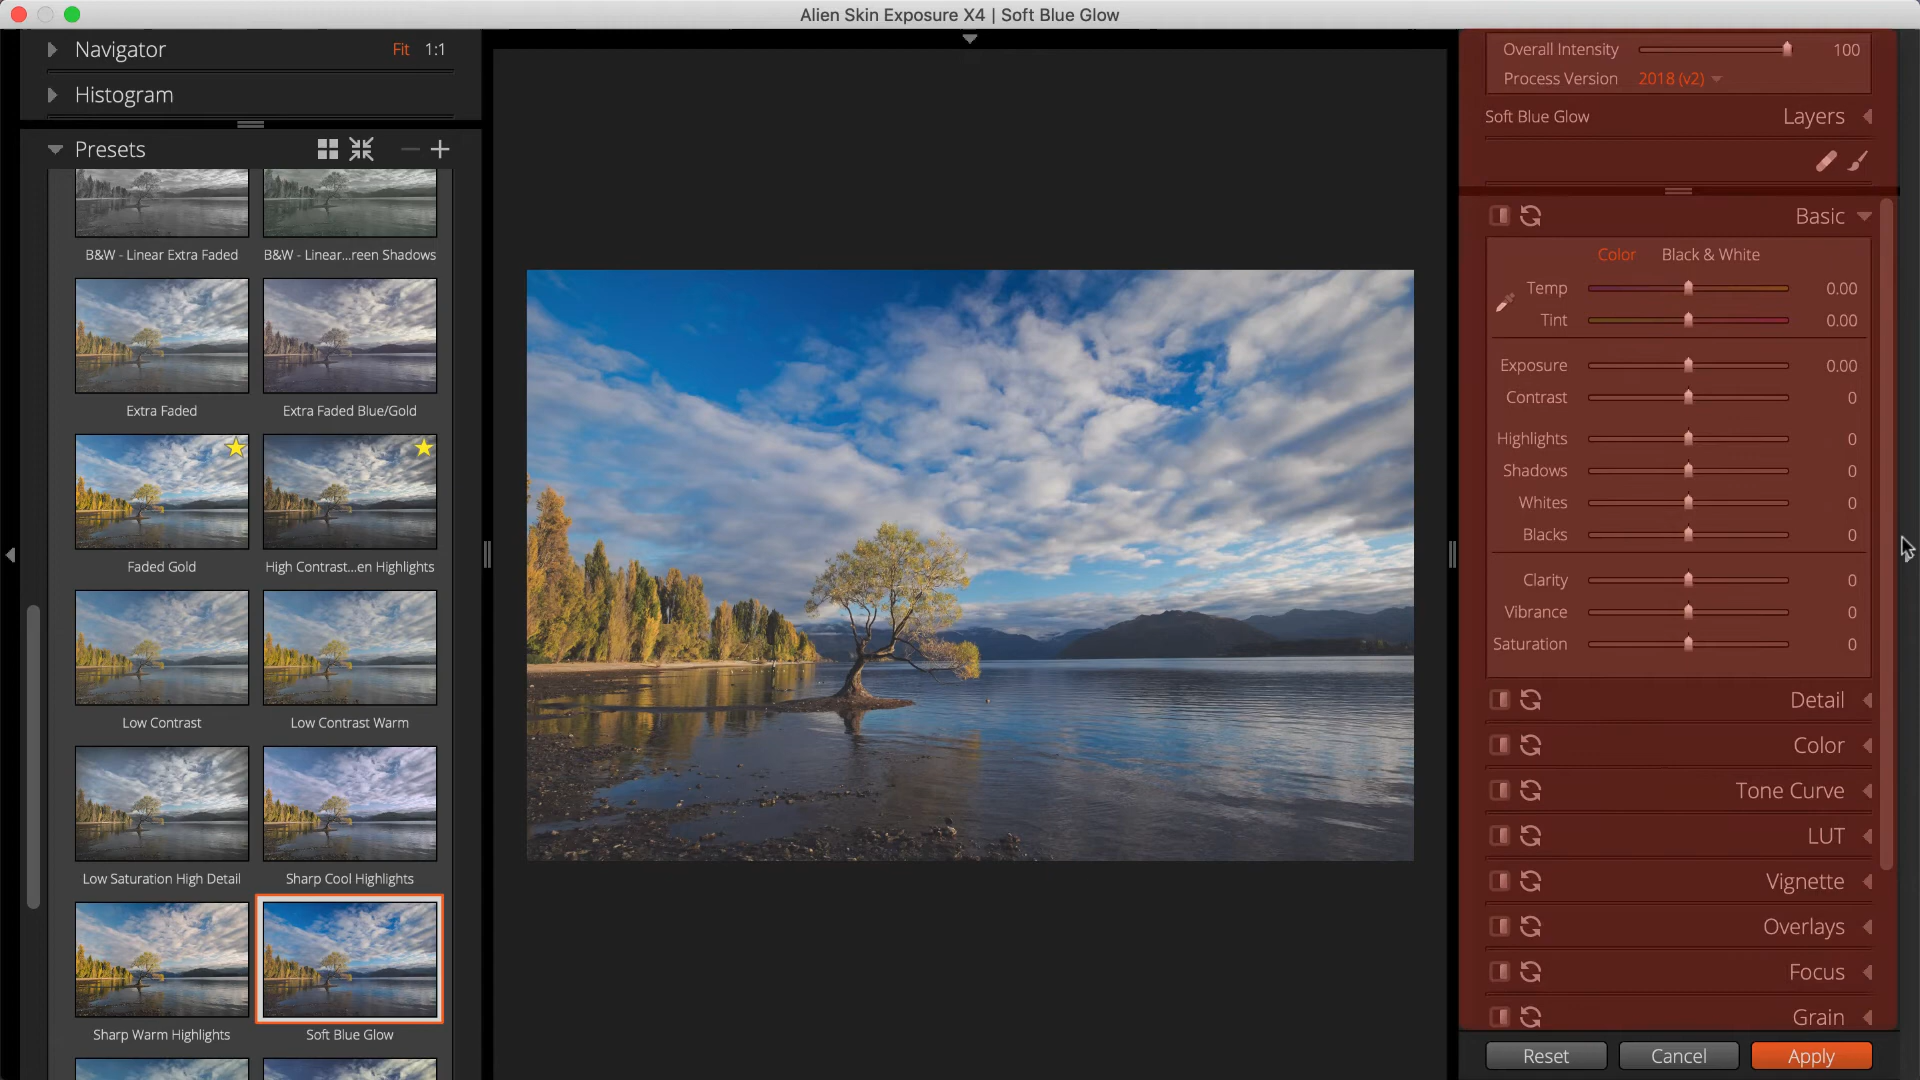 Alien Skin Exposure X4 | Soft Blue Glow
Navigator
Fit 1:1
Histogram
Presets
B&W - Linear Extra Faded
B&W - Linear...reen Shadows
Extra Faded
Extra Faded Blue/Gold
Faded Gold
High Contrast...en Highlights
Low Contrast
Low Contrast Warm
Low Saturation High Detail
Sharp Cool Highlights
Sharp Warm Highlights
Soft Blue Glow
Overall Intensity 100
Process Version 2018 (v2)
Soft Blue Glow Layers
Basic
Color Black & White
Temp 0.00
Tint 0.00
Exposure 0.00
Contrast 0
Highlights 0
Shadows 0
Whites 0
Blacks 0
Clarity 0
Vibrance 0
Saturation 0
Detail
Color
Tone Curve
LUT
Vignette
Overlays
Focus
Grain
Reset Cancel Apply